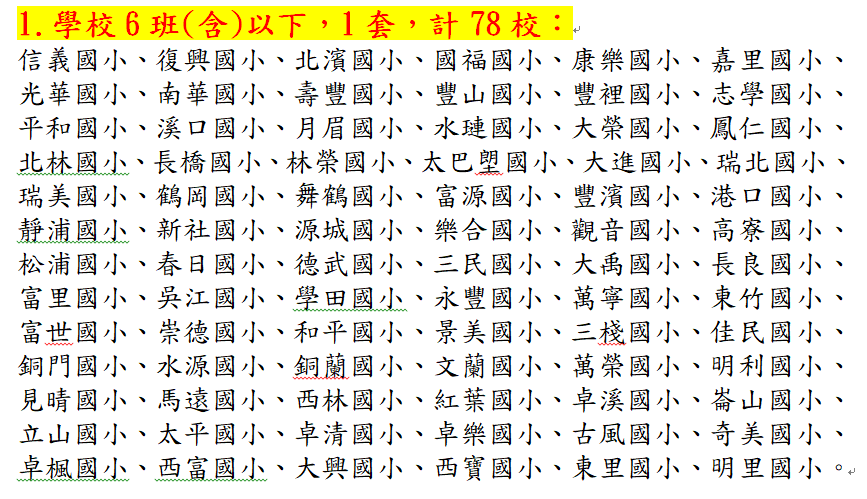 1.學校6班(含)以下，1套，計78校：
信義國小、復興國小、北濱國小、國福國小、康樂國小、嘉里國小、
光華國小、南華國小、壽豐國小、豐山國小、豐裡國小、志學國小、
平和國小、溪口國小、月眉國小、水璉國小、大榮國小、鳳仁國小、
北林國小、長橋國小、林榮國小、太巴塱國小、大進國小、瑞北國小、
瑞美國小、鶴岡國小、舞鶴國小、富源國小、豐濱國小、港口國小、
靜浦國小、新社國小、源城國小、樂合國小、觀音國小、高寮國小、
松浦國小、春日國小、德武國小、三民國小、大禹國小、長良國小、
富里國小、吳江國小、學田國小、永豐國小、萬寧國小、東竹國小、
富世國小、崇德國小、和平國小、景美國小、三棧國小、佳民國小、
銅門國小、水源國小、銅蘭國小、文蘭國小、萬榮國小、明利國小、
見晴國小、馬遠國小、西林國小、紅葉國小、卓溪國小、崙山國小、
立山國小、太平國小、卓清國小、卓樂國小、古風國小、奇美國小、
卓楓國小、西富國小、大興國小、西寶國小、東里國小、明里國小。